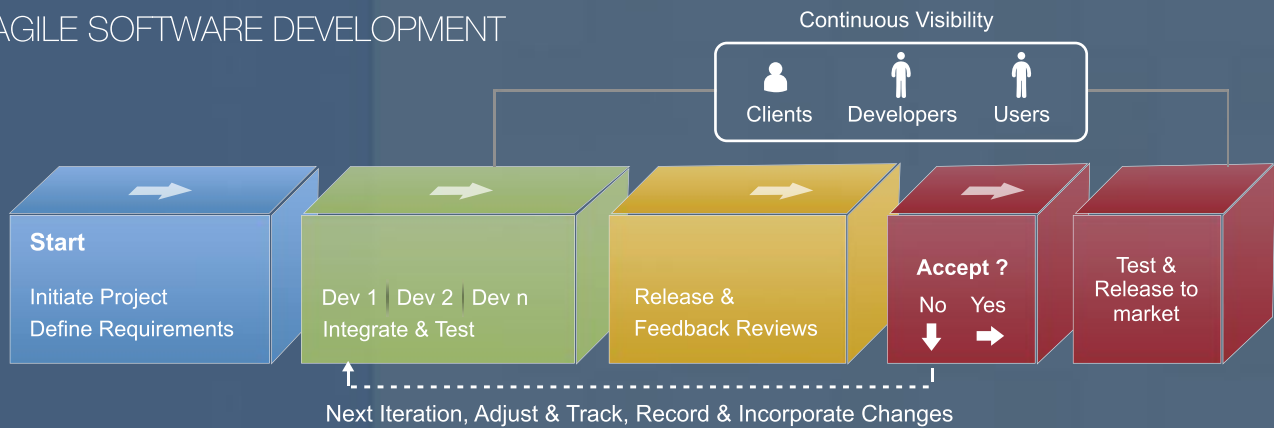 AGILE SOFTWARE DEVELOPMENT
Continuous Visibility
Clients Developers Users
Start
Initiate Project
Define Requirements
Dev 1 | Dev 2 | Dev n
Integrate & Test
Release &
Feedback Reviews
Accept ?
No Yes
Test &
Release to
market
Next Iteration, Adjust & Track, Record & Incorporate Changes